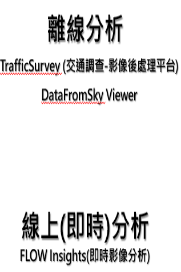 離線分析
TrafficSurvey (交通調查-影像後處理平台)
DataFromSky Viewer
線上(即時)分析
FLOW Insights(即時影像分析)